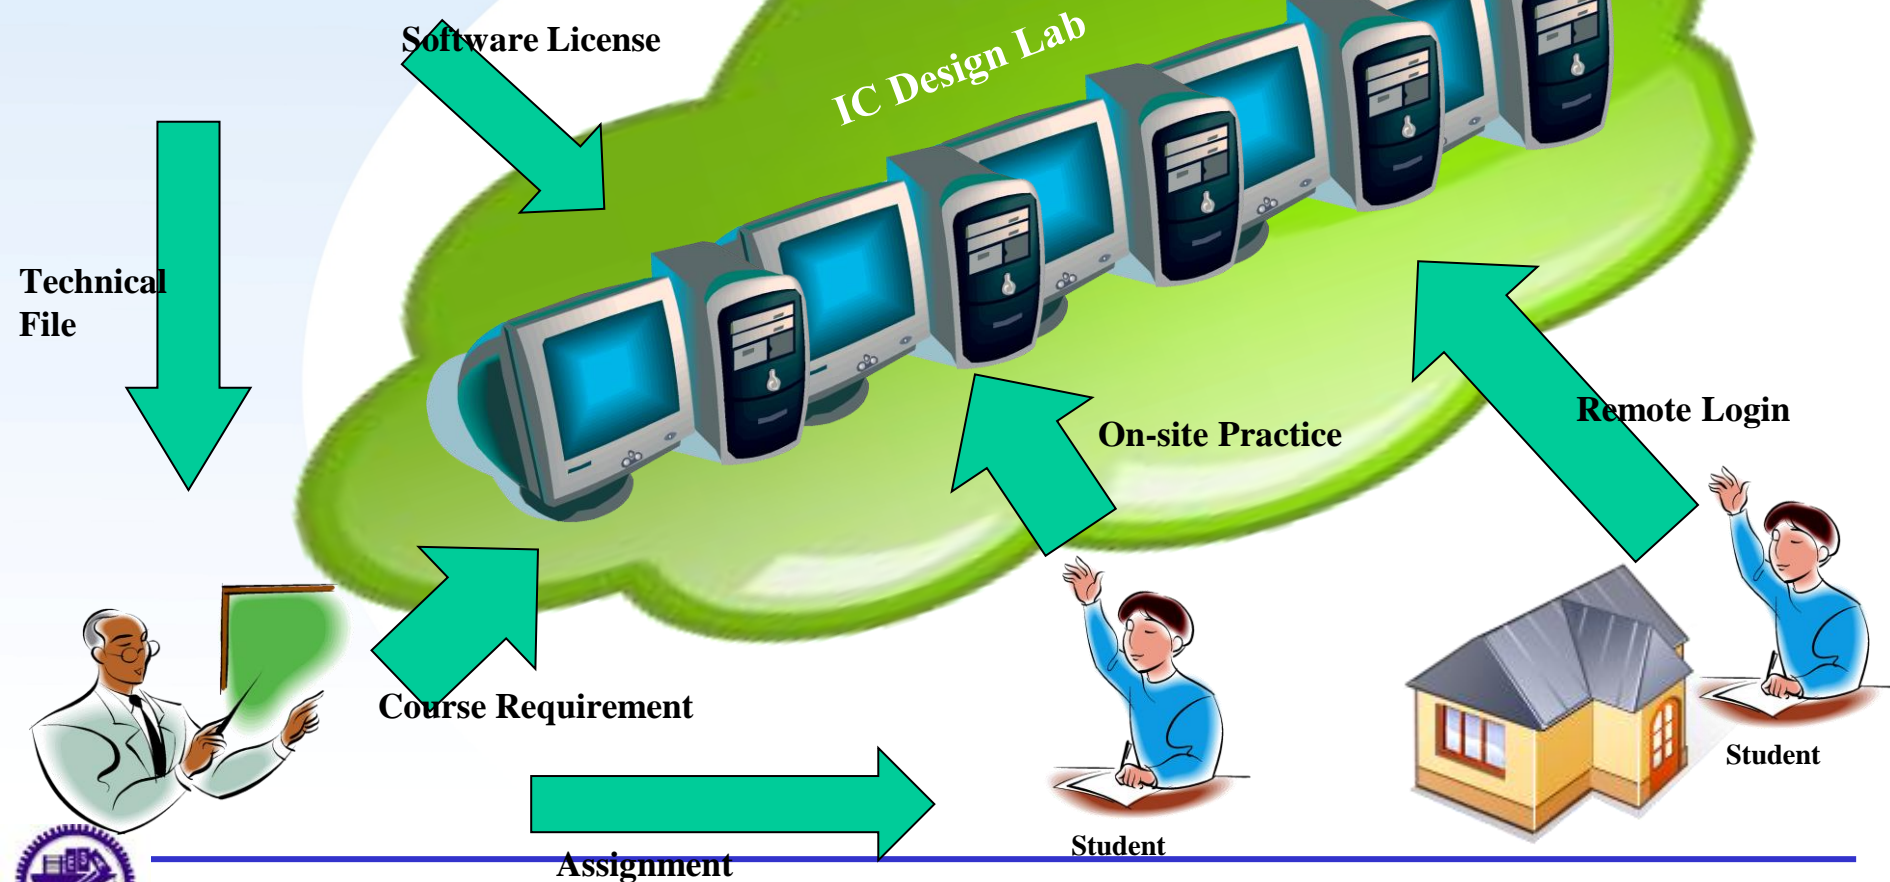 Software License
IC Design Lab
Technical
File
Remote Login
On-site Practice
Course Requirement
Student
Student
Assignment